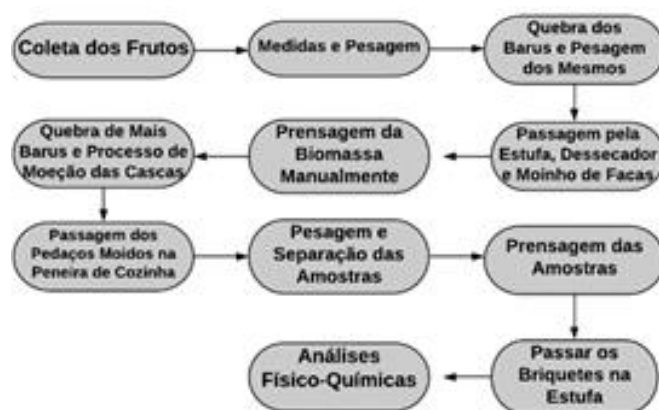 Coleta dos Frutos
Medidas e Pesagem
Quebra dos
Barus e Pesagem
dos Mesmos
Passagem pela
Estufa, Dessecador
e Moinho de Facas.
Prensagem da
Biomassa
Manualmente
Quebra de Mais
Barus e Processo de
Moeção das Cascas
Passagem dos
Pedaços Moidos na
Peneira de Cozinha
Pesagem e
Separação das
Amostras
Prensagem das
Amostras
Passar os
Briquetes na
Estufa
Análises
Físico-Químicas